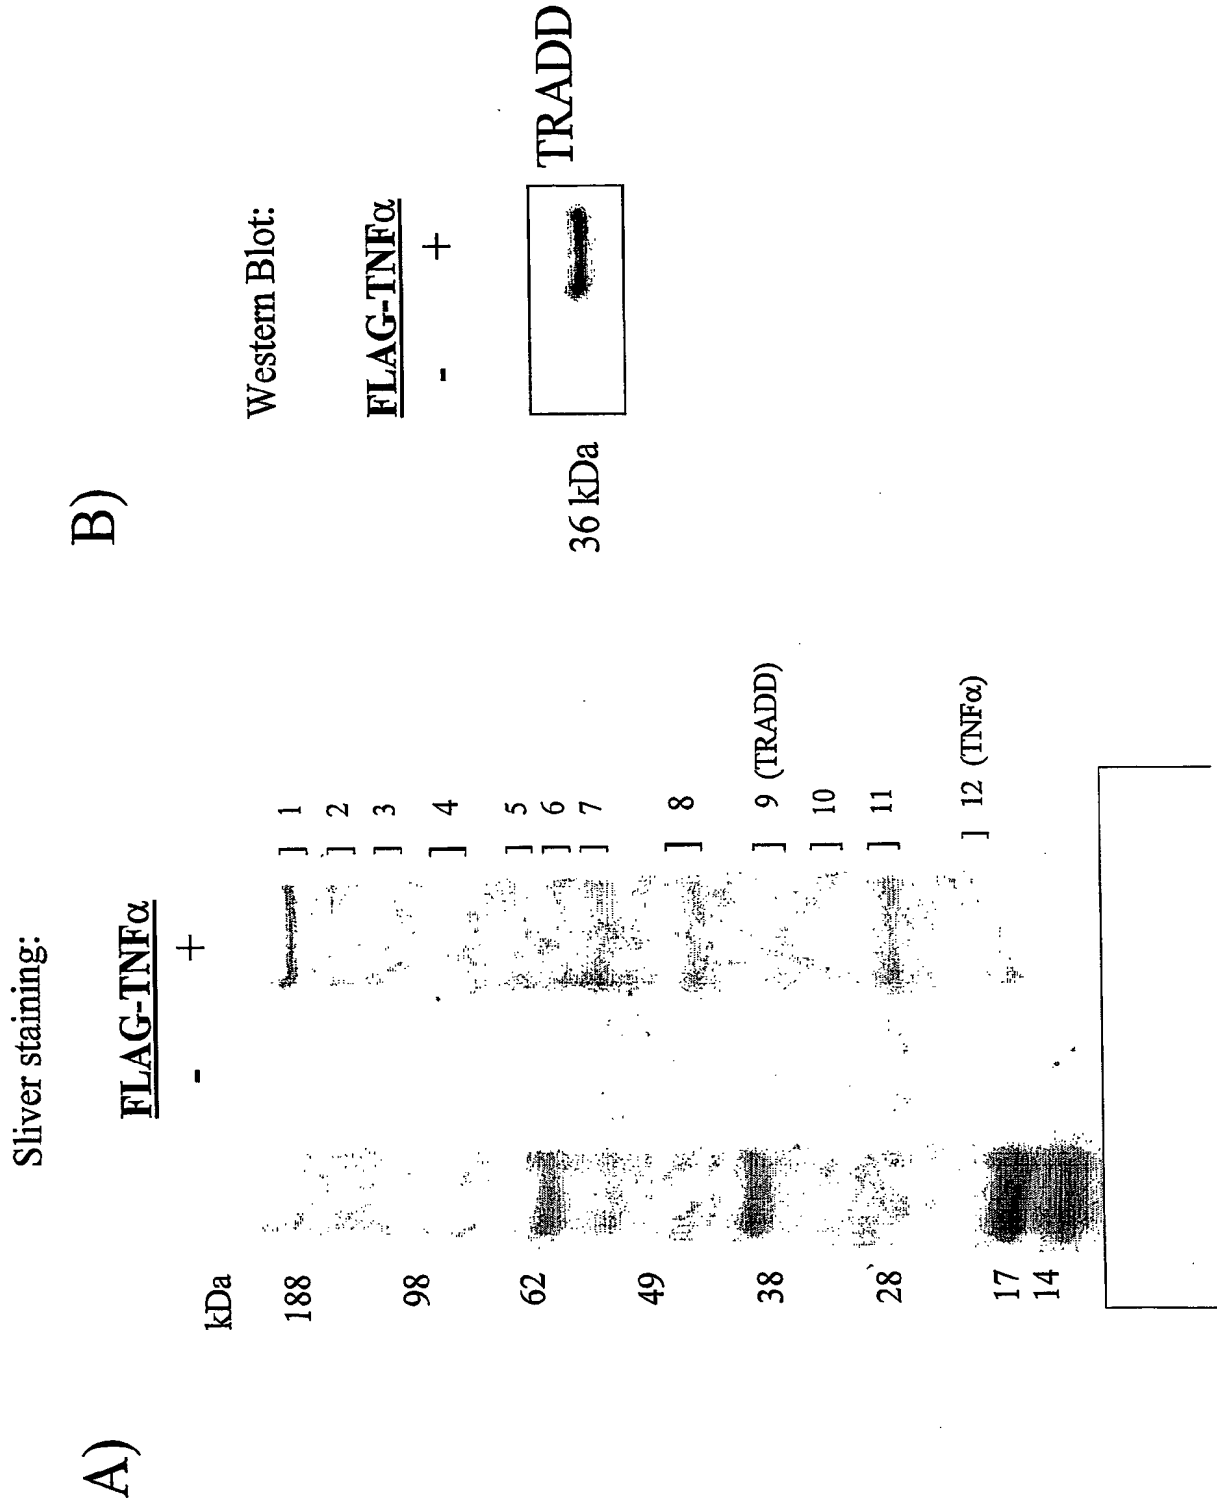 A)
Sliver staining:
FLAG-TNFα
- +
kDa
188
98
62
49
38
28
17
14
] 1
] 2
] 3
] 4
] 5
] 6
] 7
] 8
] 9 (TRADD)
] 10
] 11
] 12 (TNFα)
B)
Western Blot:
FLAG-TNFα
- +
36 kDa
TRADD